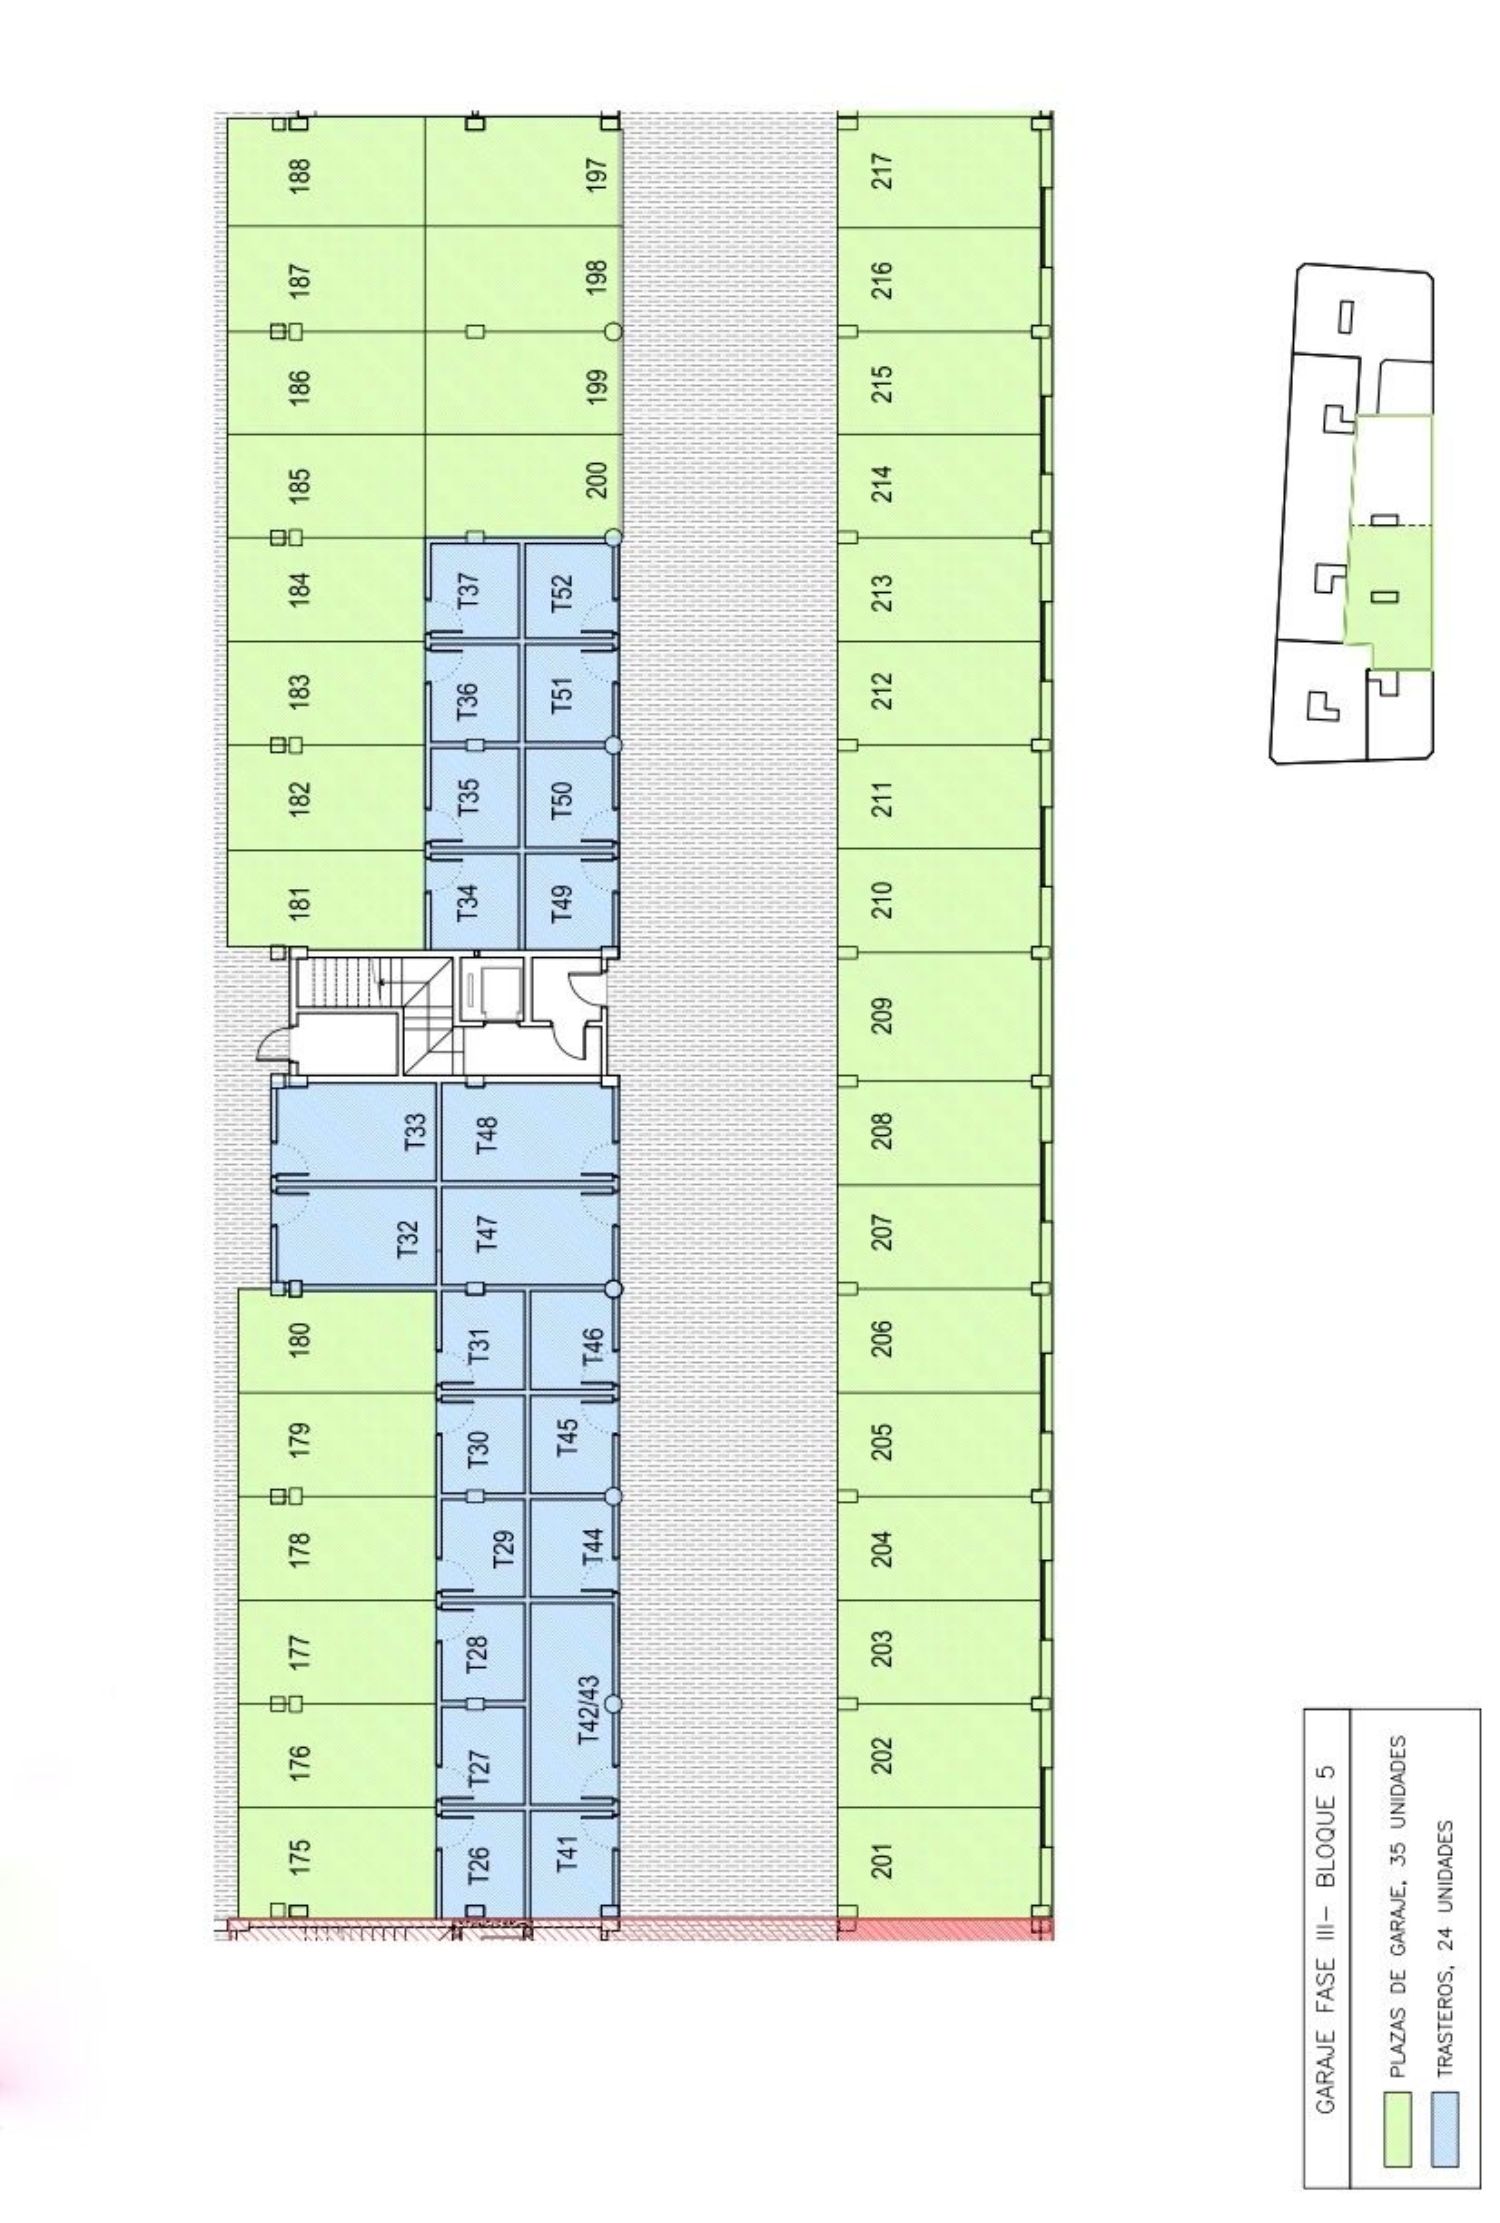 188
187
186
185
184
183
182
181
180
179
178
177
176
175
197
198
199
200
T37
T36
T35
T34
T33
T32
T31
T30
T29
T28
T27
T26
T52
T51
T50
T49
T48
T47
T46
T45
T44
T42/43
T41
217
216
215
214
213
212
211
210
209
208
207
206
205
204
203
202
201
GARAJE FASE III- BLOQUE 5
PLAZAS DE GARAJE, 35 UNIDADES
TRASTEROS, 24 UNIDADES